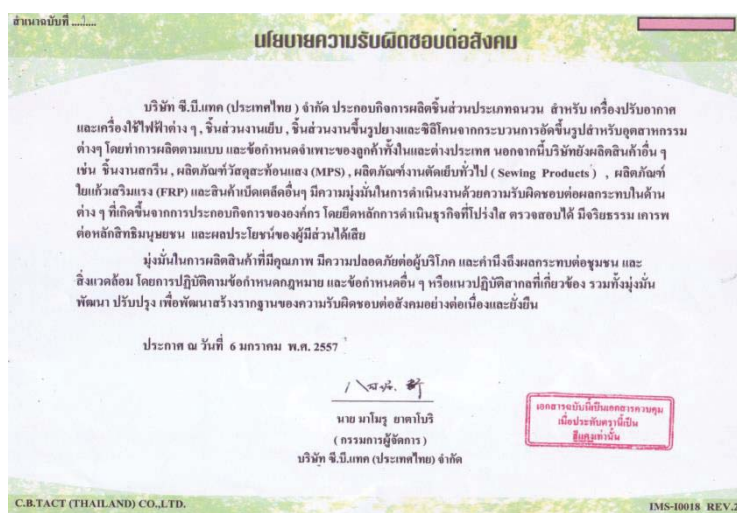 สำเนาฉบับที่ ..........
นโยบายความรับผิดชอบต่อสังคม
บริษัท ซี.บี.แทค (ประเทศไทย ) จำกัด ประกอบกิจการผลิตชิ้นส่วนประเภทฉนวน สำหรับ เครื่องปรับอากาศ
และเครื่องใช้ไฟฟ้าต่าง ๆ , ชิ้นส่วนงานเย็บ , ชิ้นส่วนงานขึ้นรูปยางและซิลิโคนจากกระบวนการอัดขึ้นรูปสำหรับอุตสาหกรรม
ต่างๆ โดยทำการผลิตตามแบบ และข้อกำหนดจำเพาะของลูกค้าทั้งในและต่างประเทศ นอกจากนี้บริษัทยังผลิตสินค้าอื่น ๆ
เช่น ชิ้นงานสกรีน , ผลิตภัณฑ์วัสดุสะท้อนแสง (MPS) , ผลิตภัณฑ์งานตัดเย็บทั่วไป ( Sewing Products ) , ผลิตภัณฑ์
ใยแก้วเสริมแรง (FRP) และสินค้าเบ็ดเตล็ดอื่นๆ มีความมุ่งมั่นในการดำเนินงานด้วยความรับผิดชอบต่อผลกระทบในด้าน
ต่าง ๆ ที่เกิดขึ้นจากการประกอบกิจการขององค์กร โดยยึดหลักการดำเนินธุรกิจที่โปร่งใส ตรวจสอบได้ มีจริยธรรม เคารพ
ต่อหลักสิทธิมนุษยชน และผลประโยชน์ของผู้มีส่วนได้เสีย
มุ่งมั่นในการผลิตสินค้าที่มีคุณภาพ มีความปลอดภัยต่อผู้บริโภค และคำนึงถึงผลกระทบต่อชุมชน และ
สิ่งแวดล้อม โดยการปฏิบัติตามข้อกำหนดกฎหมาย และข้อกำหนดอื่น ๆ หรือแนวปฏิบัติสากลที่เกี่ยวข้อง รวมทั้งมุ่งมั่น
พัฒนา ปรับปรุง เพื่อพัฒนาสร้างรากฐานของความรับผิดชอบต่อสังคมอย่างต่อเนื่องและยั่งยืน
ประกาศ ณ วันที่ 6 มกราคม พ.ศ. 2557
นาย มาโมรุ ยาตาโบริ
( กรรมการผู้จัดการ )
บริษัท ซี.บี.แทค (ประเทศไทย) จำกัด
เอกสารฉบับนี้เป็นเอกสารควบคุม
เมื่อประทับตรานี้เป็น
สีแดงเท่านั้น
C.B.TACT (THAILAND) CO.,LTD.
IMS-I0018 REV.2